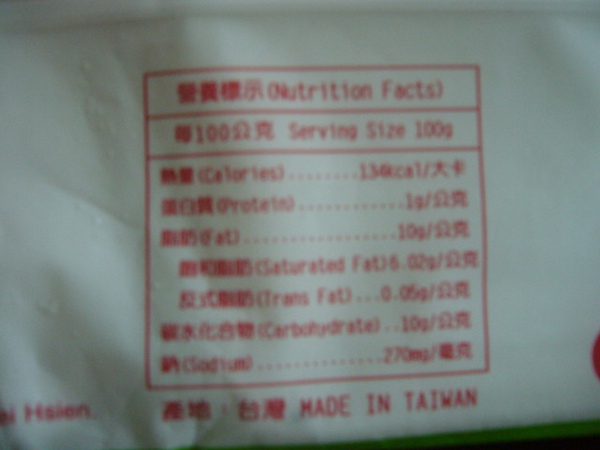 營養標示(Nutrition Facts)
每100公克 Serving Size 100g
熱量(Calories)........134kcal/大卡
蛋白質(Protein)............1g/公克
脂肪(Fat)................10g/公克
飽和脂肪(Saturated Fat)6.02g/公克
反式脂肪(Trans Fat)...0.05g/公克
碳水化合物(Carbohydrate)..10g/公克
鈉(Sodium).............270mg/毫克
Hsien.
產地:台灣 MADE IN TAIWAN